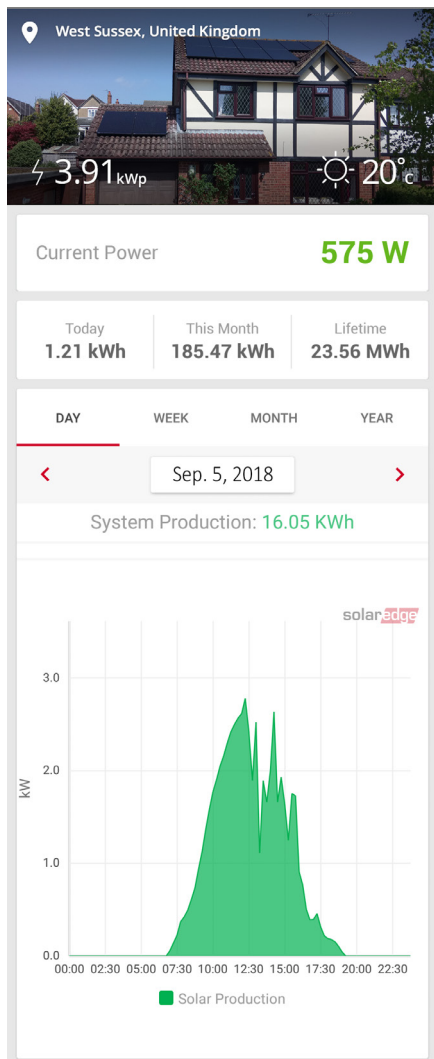 West Sussex, United Kingdom
3.91kWp
20°c
Current Power 575 W
Today This Month Lifetime
1.21 kWh 185.47 kWh 23.56 MWh
DAY WEEK MONTH YEAR
Sep. 5, 2018
System Production: 16.05 KWh
solaredge
3.0
2.0
kW
1.0
0.0
00:00 02:30 05:00 07:30 10:00 12:30 15:00 17:30 20:00 22:30
Solar Production